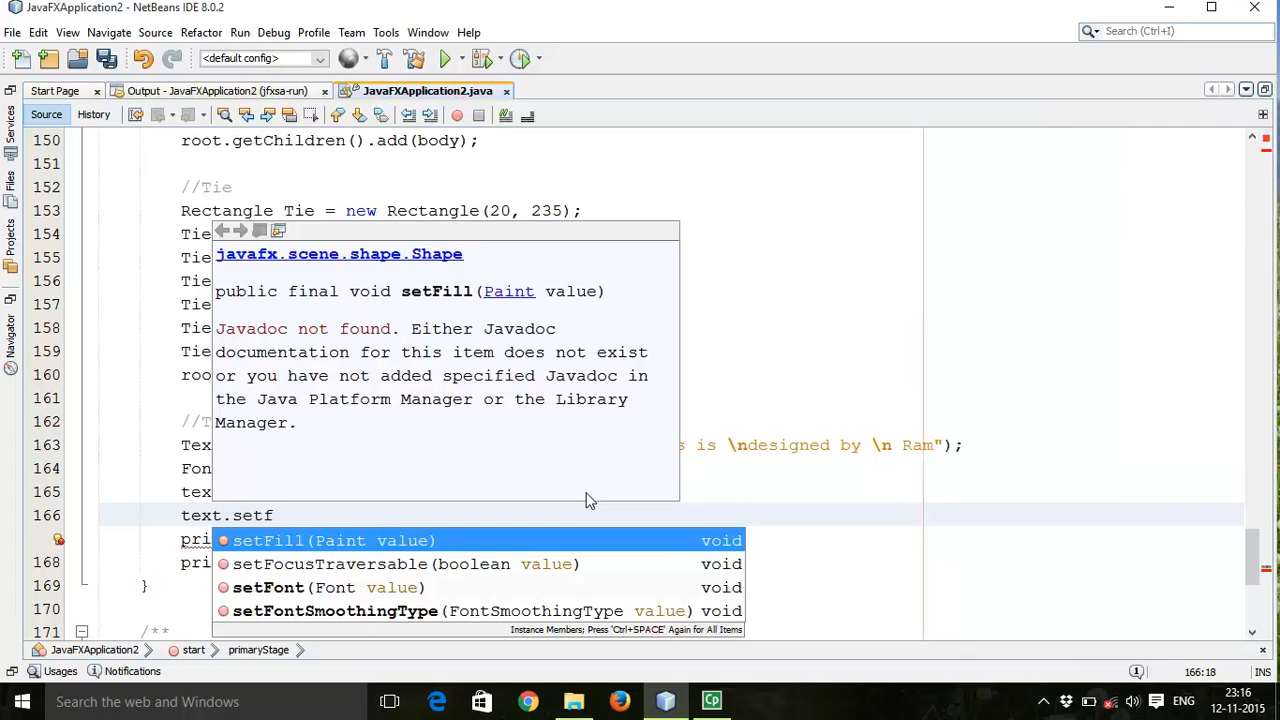 JavaFXApplication2 - NetBeans IDE 8.0.2
File Edit View Navigate Source Refactor Run Debug Profile Team Tools Window Help
Search (Ctrl+I)
<default config>
Start Page Output - JavaFXApplication2 (jfxsa-run) JavaFXApplication2.java
Source History
Services
Files
Projects
Navigator
150 root.getChildren().add(body);
151
152 //Tie
153 Rectangle Tie = new Rectangle(20, 235);
154 Tie
155 Tie
156 Tie
157 Tie
158 Tie
159 Tie
160 roo
161
162 //T
163 Tex s is \ndesigned by \n Ram");
164 Fon
165 tex
166 text.setf
pri
168 pri
169 }
170
171 /**
javafx.scene.shape.Shape
public final void setFill(Paint value)
Javadoc not found. Either Javadoc
documentation for this item does not exist
or you have not added specified Javadoc in
the Java Platform Manager or the Library
Manager.
setFill(Paint value) void
setFocusTraversable(boolean value) void
setFont(Font value) void
setFontSmoothingType(FontSmoothingType value) void
Instance Members; Press 'Ctrl+SPACE' Again for All Items
JavaFXApplication2 start primaryStage
Usages Notifications 1 166:18 INS
Search the web and Windows Cp ENG 23:16
12-11-2015